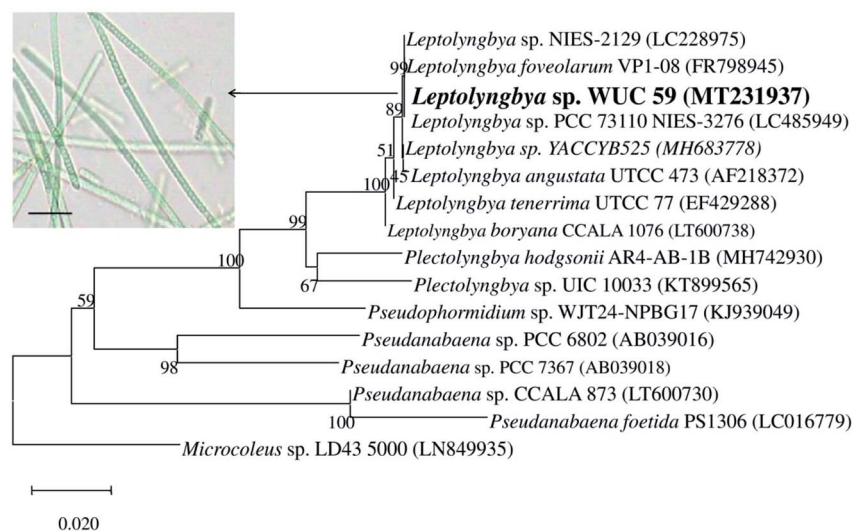 Leptolyngbya sp. NIES-2129 (LC228975)
99
Leptolyngbya foveolarum VP1-08 (FR798945)
Leptolyngbya sp. WUC 59 (MT231937)
89
Leptolyngbya sp. PCC 73110 NIES-3276 (LC485949)
51
Leptolyngbya sp. YACCYB525 (MH683778)
45
Leptolyngbya angustata UTCC 473 (AF218372)
100
Leptolyngbya tenerrima UTCC 77 (EF429288)
99
Leptolyngbya boryana CCALA 1076 (LT600738)
Plectolyngbya hodgsonii AR4-AB-1B (MH742930)
100
67
Plectolyngbya sp. UIC 10033 (KT899565)
59
Pseudophormidium sp. WJT24-NPBG17 (KJ939049)
Pseudanabaena sp. PCC 6802 (AB039016)
98
Pseudanabaena sp. PCC 7367 (AB039018)
Pseudanabaena sp. CCALA 873 (LT600730)
100
Pseudanabaena foetida PS1306 (LC016779)
Microcoleus sp. LD43 5000 (LN849935)
0.020